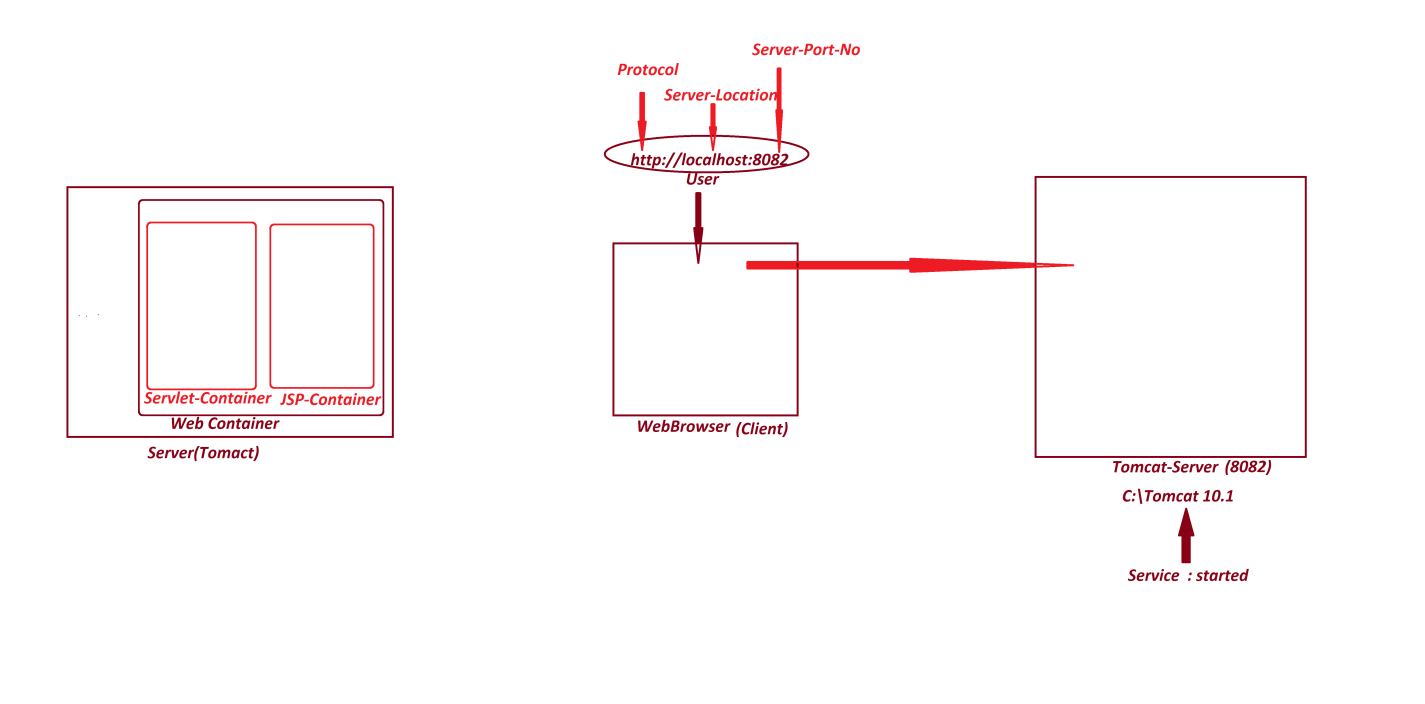 Server-Port-No
Protocol
Server-Location
http://localhost:8082
User
Servlet-Container
JSP-Container
Web Container
Server(Tomact)
WebBrowser (Client)
Tomcat-Server (8082)
C:\Tomcat 10.1
Service : started